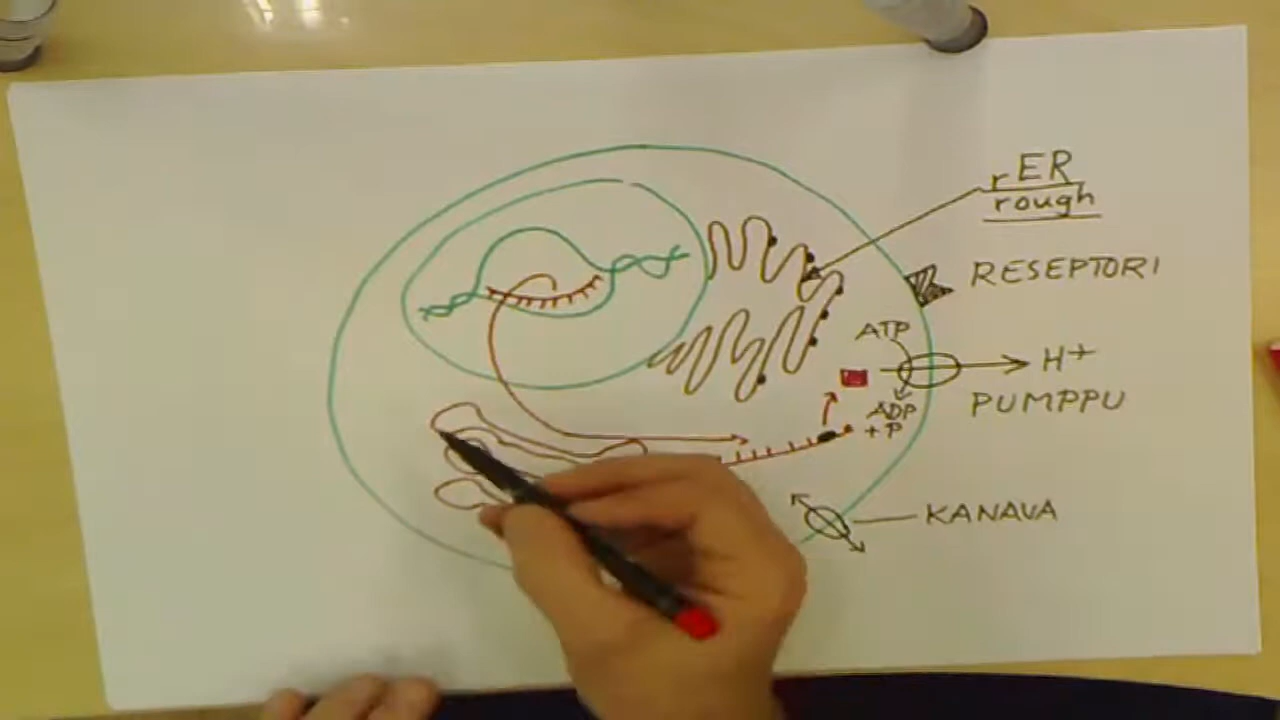 rER
rough
RESEPTORI
ATP
H+
PUMPPU
ADP
+P
KANAVA